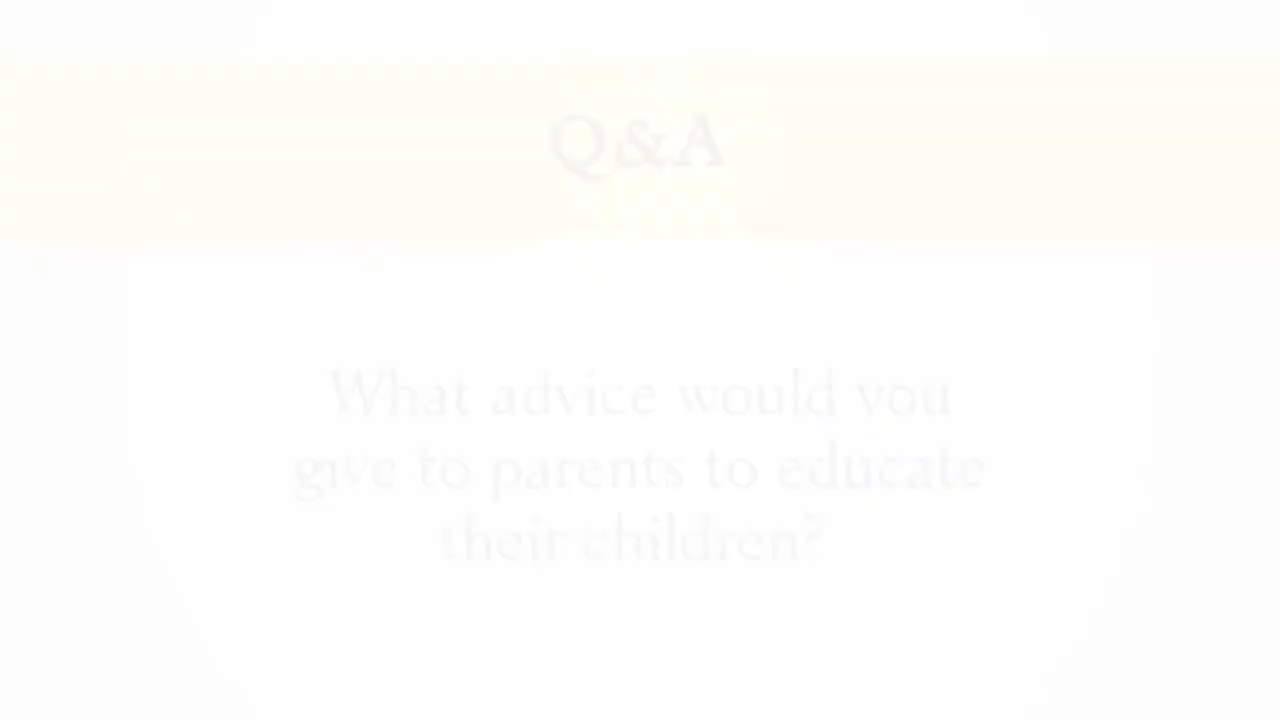 Q&A
What advice would you
give to parents to educate
their children?